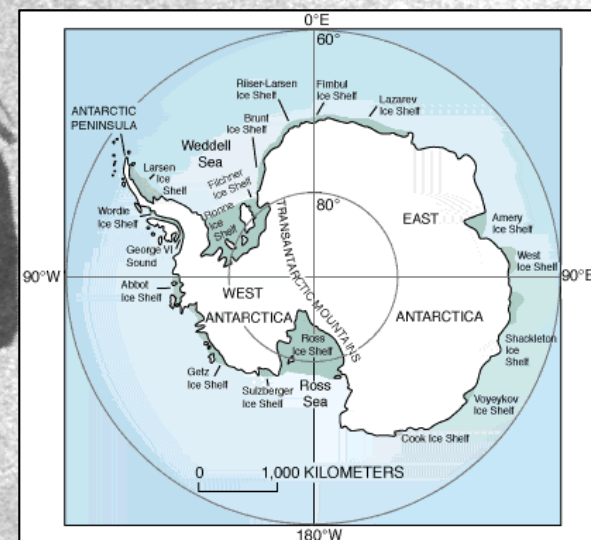 0°E
60°
Riiser-Larsen
Ice Shelf
Fimbul
Ice Shelf
Lazarev
Ice Shelf
ANTARCTIC
PENINSULA
Brunt
Ice Shelf
Weddell
Sea
Larsen
Ice
Shelf
Filchner
Ice Shelf
Ronne
Ice
Shelf
80°
Wordie
Ice Shelf
EAST
Amery
Ice Shelf
George VI
Sound
TRANSANTARCTIC MOUNTAINS
West
Ice Shelf
90°W
90°E
Abbot
Ice Shelf
WEST
ANTARCTICA
ANTARCTICA
Ross
Ice Shelf
Shackleton
Ice
Shelf
Getz
Ice Shelf
Sulzberger
Ice Shelf
Ross
Sea
Voyeykov
Ice Shelf
Cook Ice Shelf
0
1,000 KILOMETERS
180°W